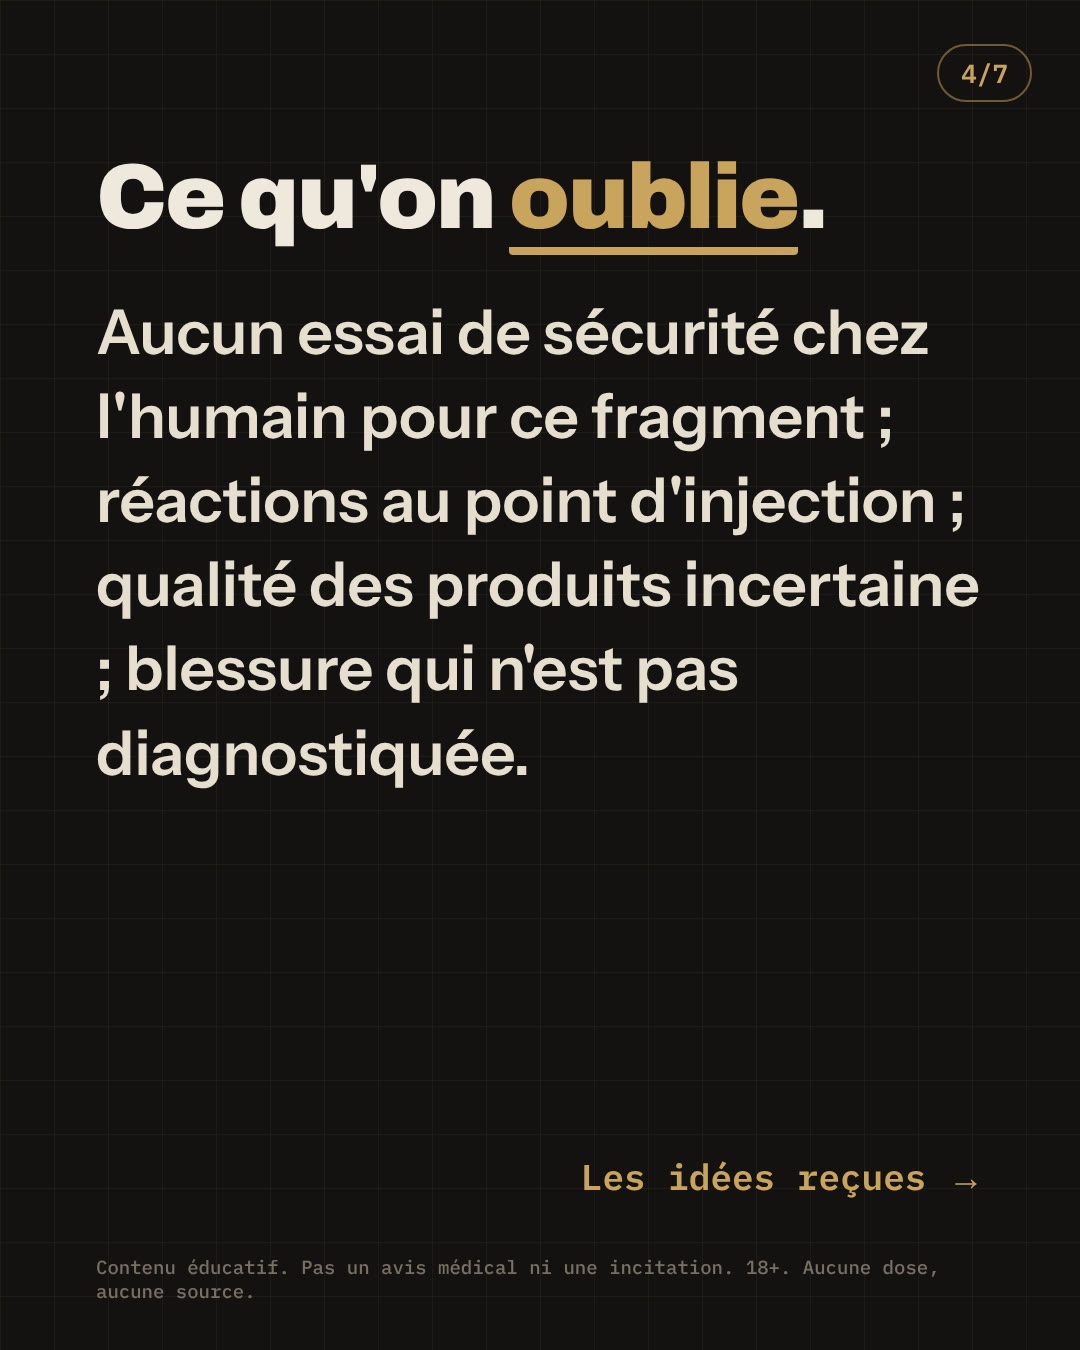 4/7
Ce qu'on oublie.
Aucun essai de sécurité chez
l'humain pour ce fragment ;
réactions au point d'injection ;
qualité des produits incertaine
; blessure qui n'est pas
diagnostiquée.
Les idées reçues →
Contenu éducatif. Pas un avis médical ni une incitation. 18+. Aucune dose,
aucune source.